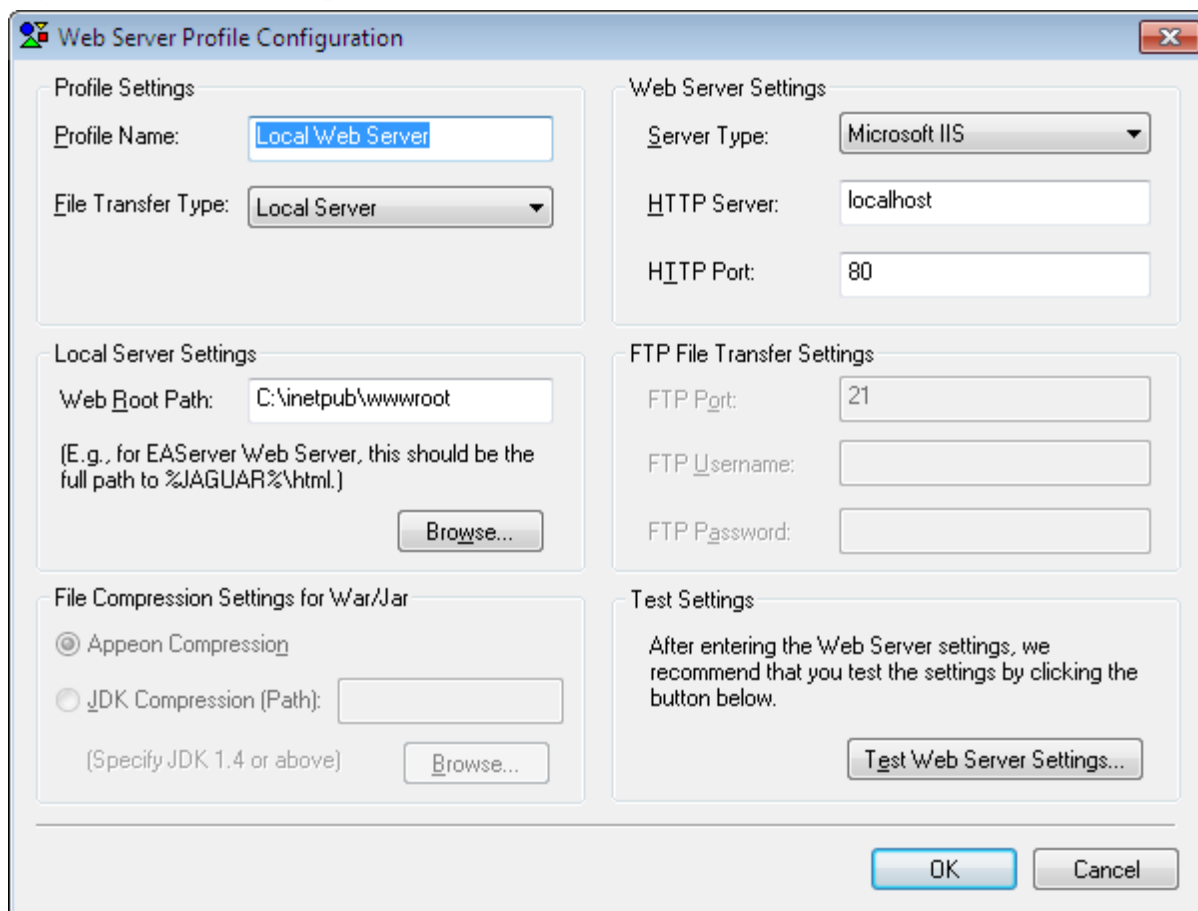 Web Server Profile Configuration
Profile Settings
Profile Name:
Local Web Server
File Transfer Type:
Local Server
Web Server Settings
Server Type:
Microsoft IIS
HTTP Server:
localhost
HTTP Port:
80
Local Server Settings
Web Root Path:
C:\inetpub\wwwroot
(E.g., for EAServer Web Server, this should be the
full path to %JAGUAR%\html.)
Browse...
FTP File Transfer Settings
FTP Port:
21
FTP Username:
FTP Password:
File Compression Settings for War/Jar
Appeon Compression
JDK Compression (Path):
(Specify JDK 1.4 or above)
Browse...
Test Settings
After entering the Web Server settings, we
recommend that you test the settings by clicking the
button below.
Test Web Server Settings...
OK
Cancel